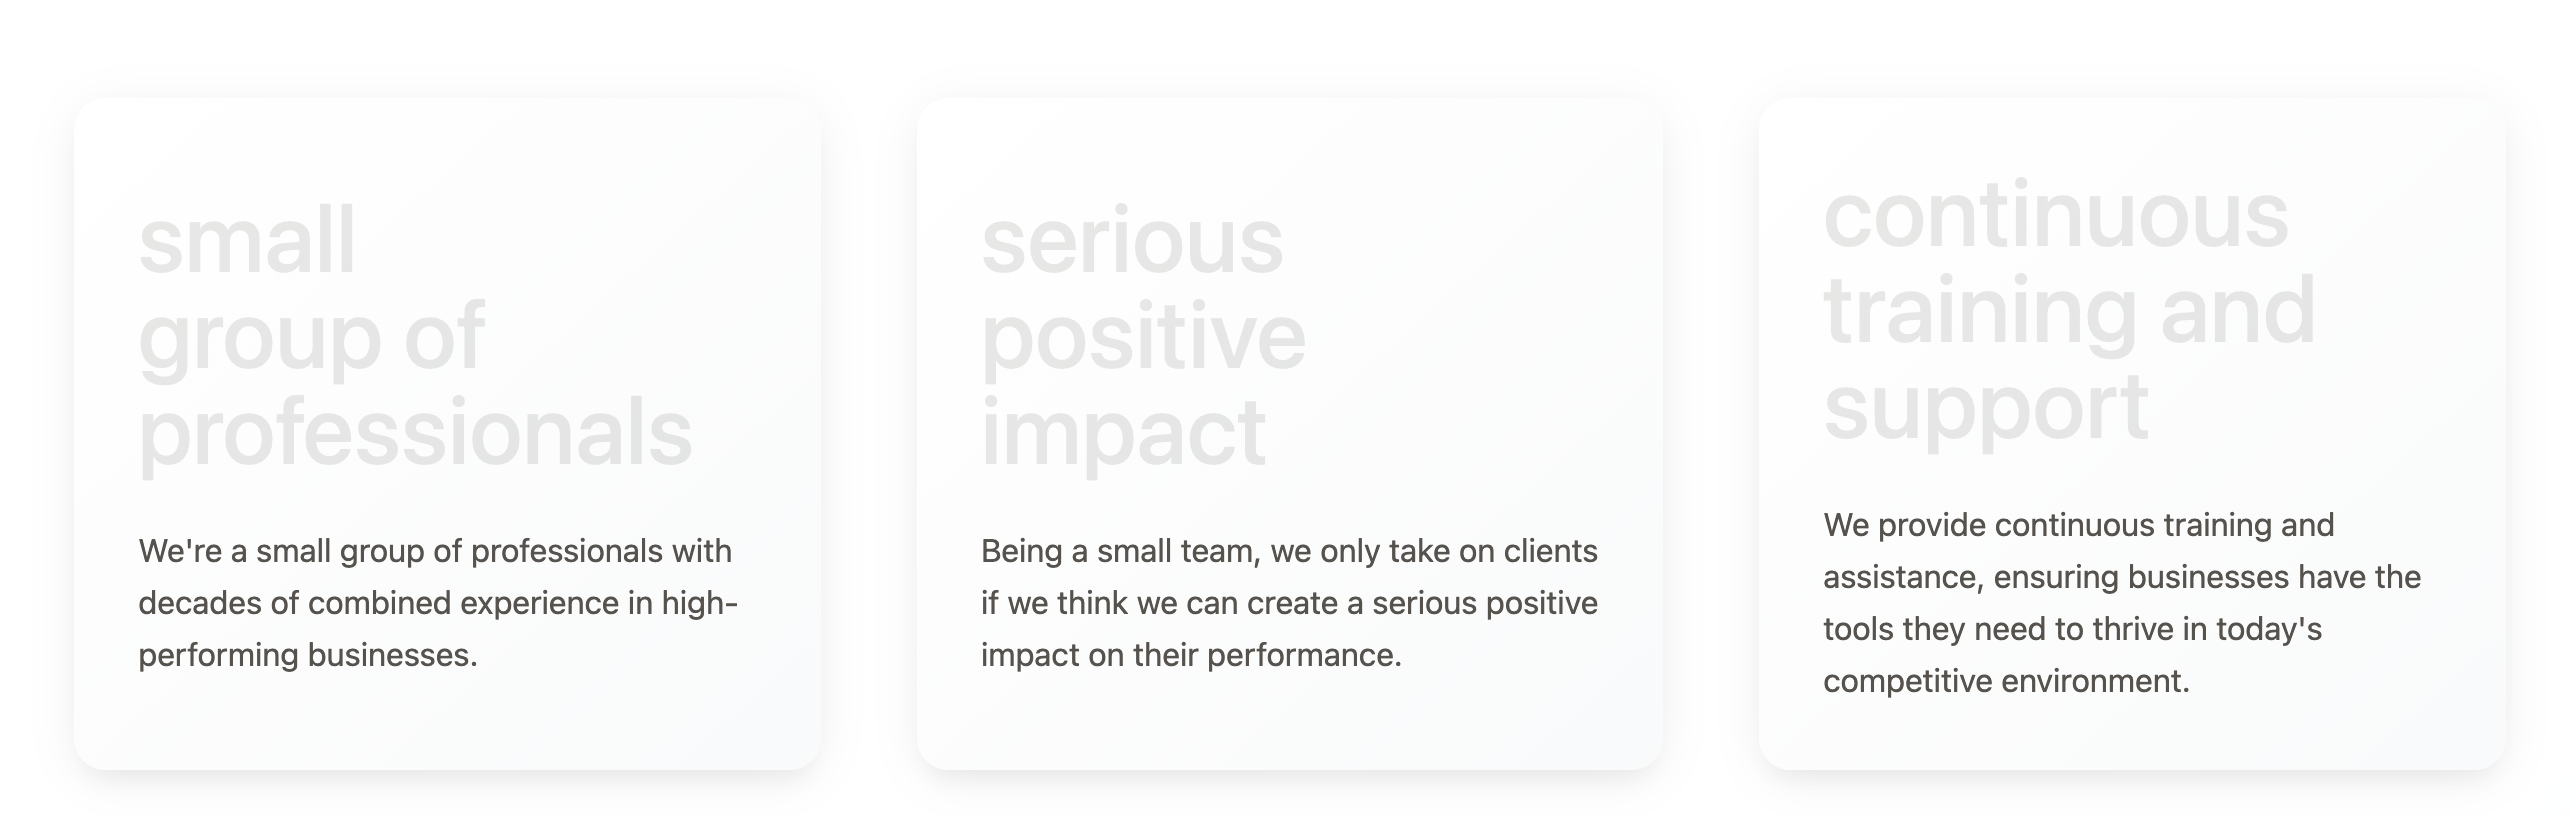 small
group of
professionals
We're a small group of professionals with
decades of combined experience in high-
performing businesses.
serious
positive
impact
Being a small team, we only take on clients
if we think we can create a serious positive
impact on their performance.
continuous
training and
support
We provide continuous training and
assistance, ensuring businesses have the
tools they need to thrive in today's
competitive environment.